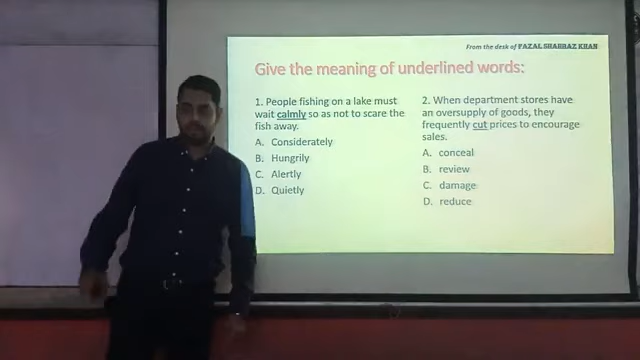 From the desk of FAZAL SHAHBAZ KHAN
Give the meaning of underlined words:
1. People fishing on a lake must
wait calmly so as not to scare the
fish away.
A. Considerately
B. Hungrily
C. Alertly
D. Quietly
2. When department stores have
an oversupply of goods, they
frequently cut prices to encourage
sales.
A. conceal
B. review
C. damage
D. reduce